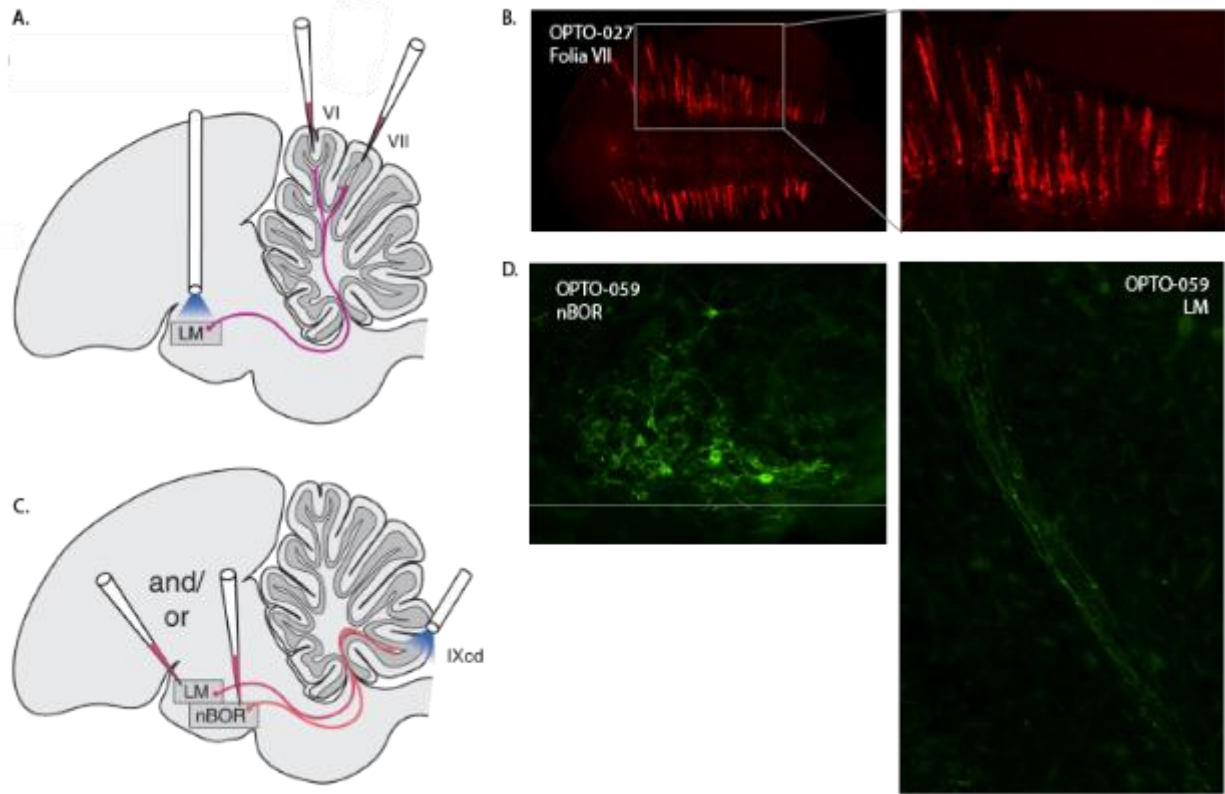 A.
VI
VII
LM
B.
OPTO-027
Folia VII
C.
and/
or
IXcd
LM
nBOR
D.
OPTO-059
nBOR
OPTO-059
LM